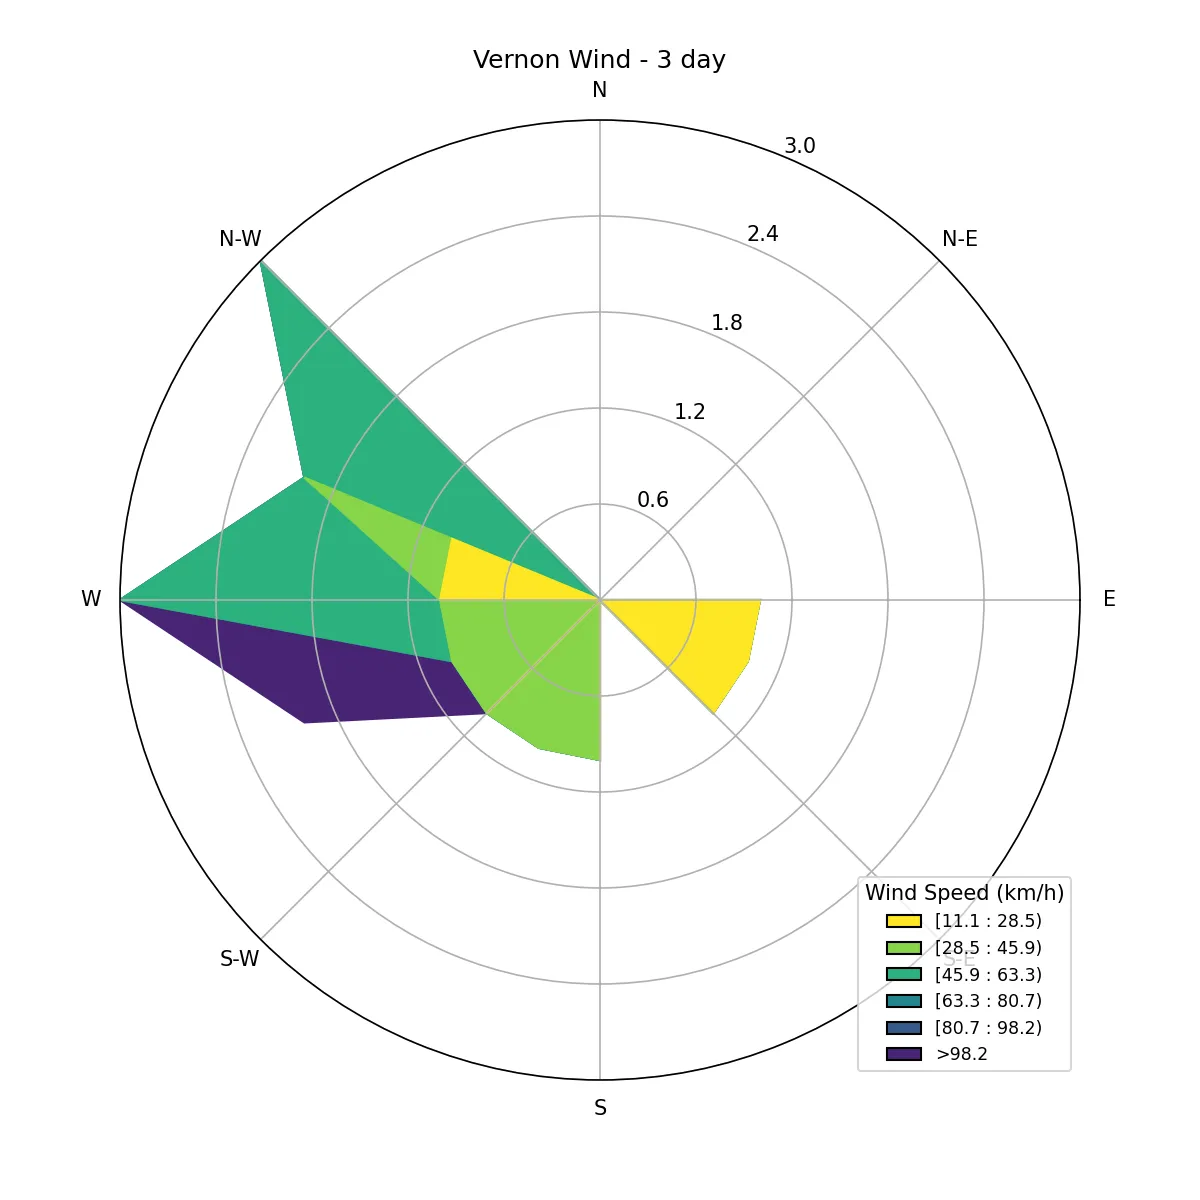 Vernon Wind - 3 day
N
3.0
N-W
N-E
2.4
1.8
1.2
0.6
W
E
S-W
S-E
Wind Speed (km/h)
[11.1 : 28.5)
[28.5 : 45.9)
[45.9 : 63.3)
[63.3 : 80.7)
[80.7 : 98.2)
>98.2
S